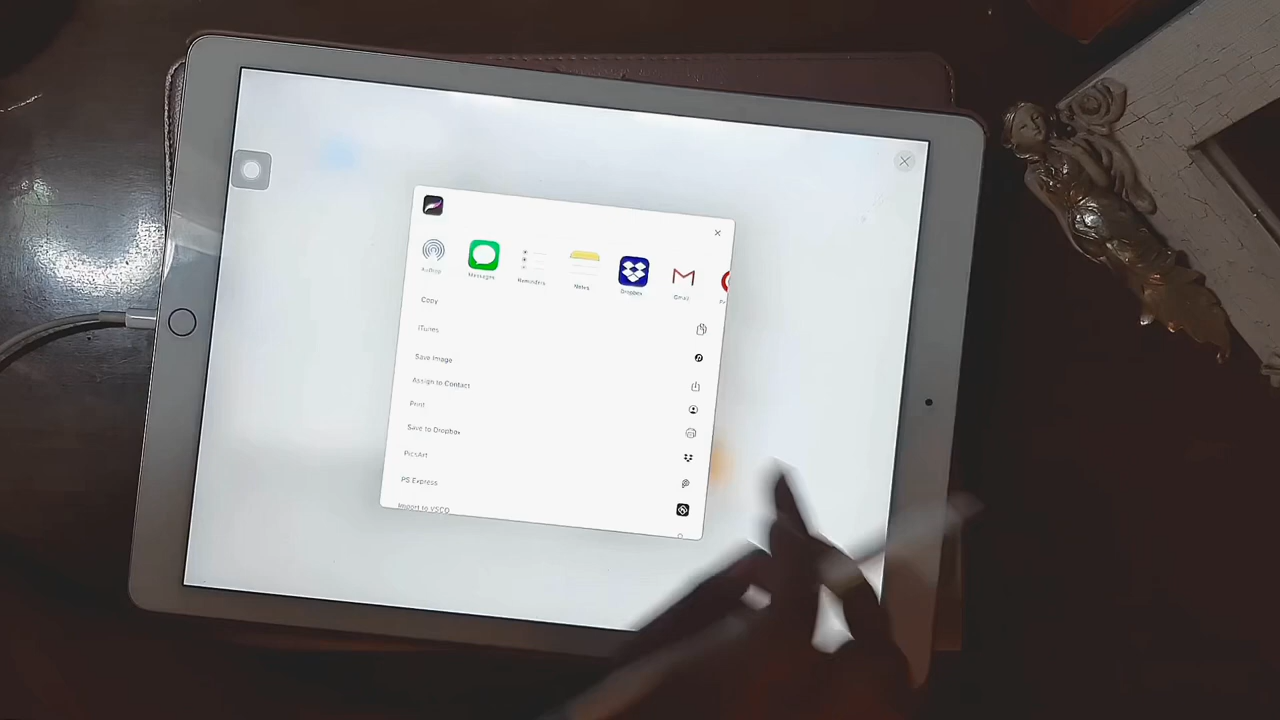 AirDrop
Messages
Reminders
Notes
Dropbox
Gmail
Copy
iTunes
Save Image
Assign to Contact
Print
Save to Dropbox
PicsArt
PS Express
Import to VSCO